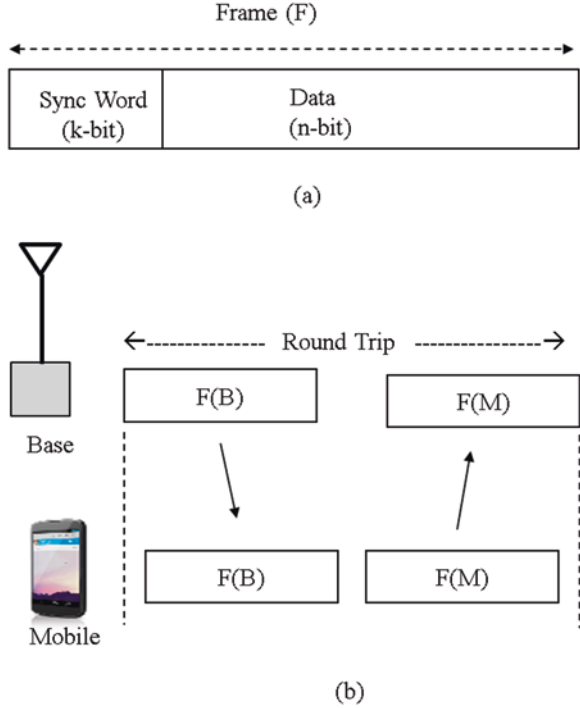 Frame (F)
Sync Word
(k-bit)
Data
(n-bit)
(a)
Round Trip
F(B)
F(M)
Base
F(B)
F(M)
Mobile
(b)